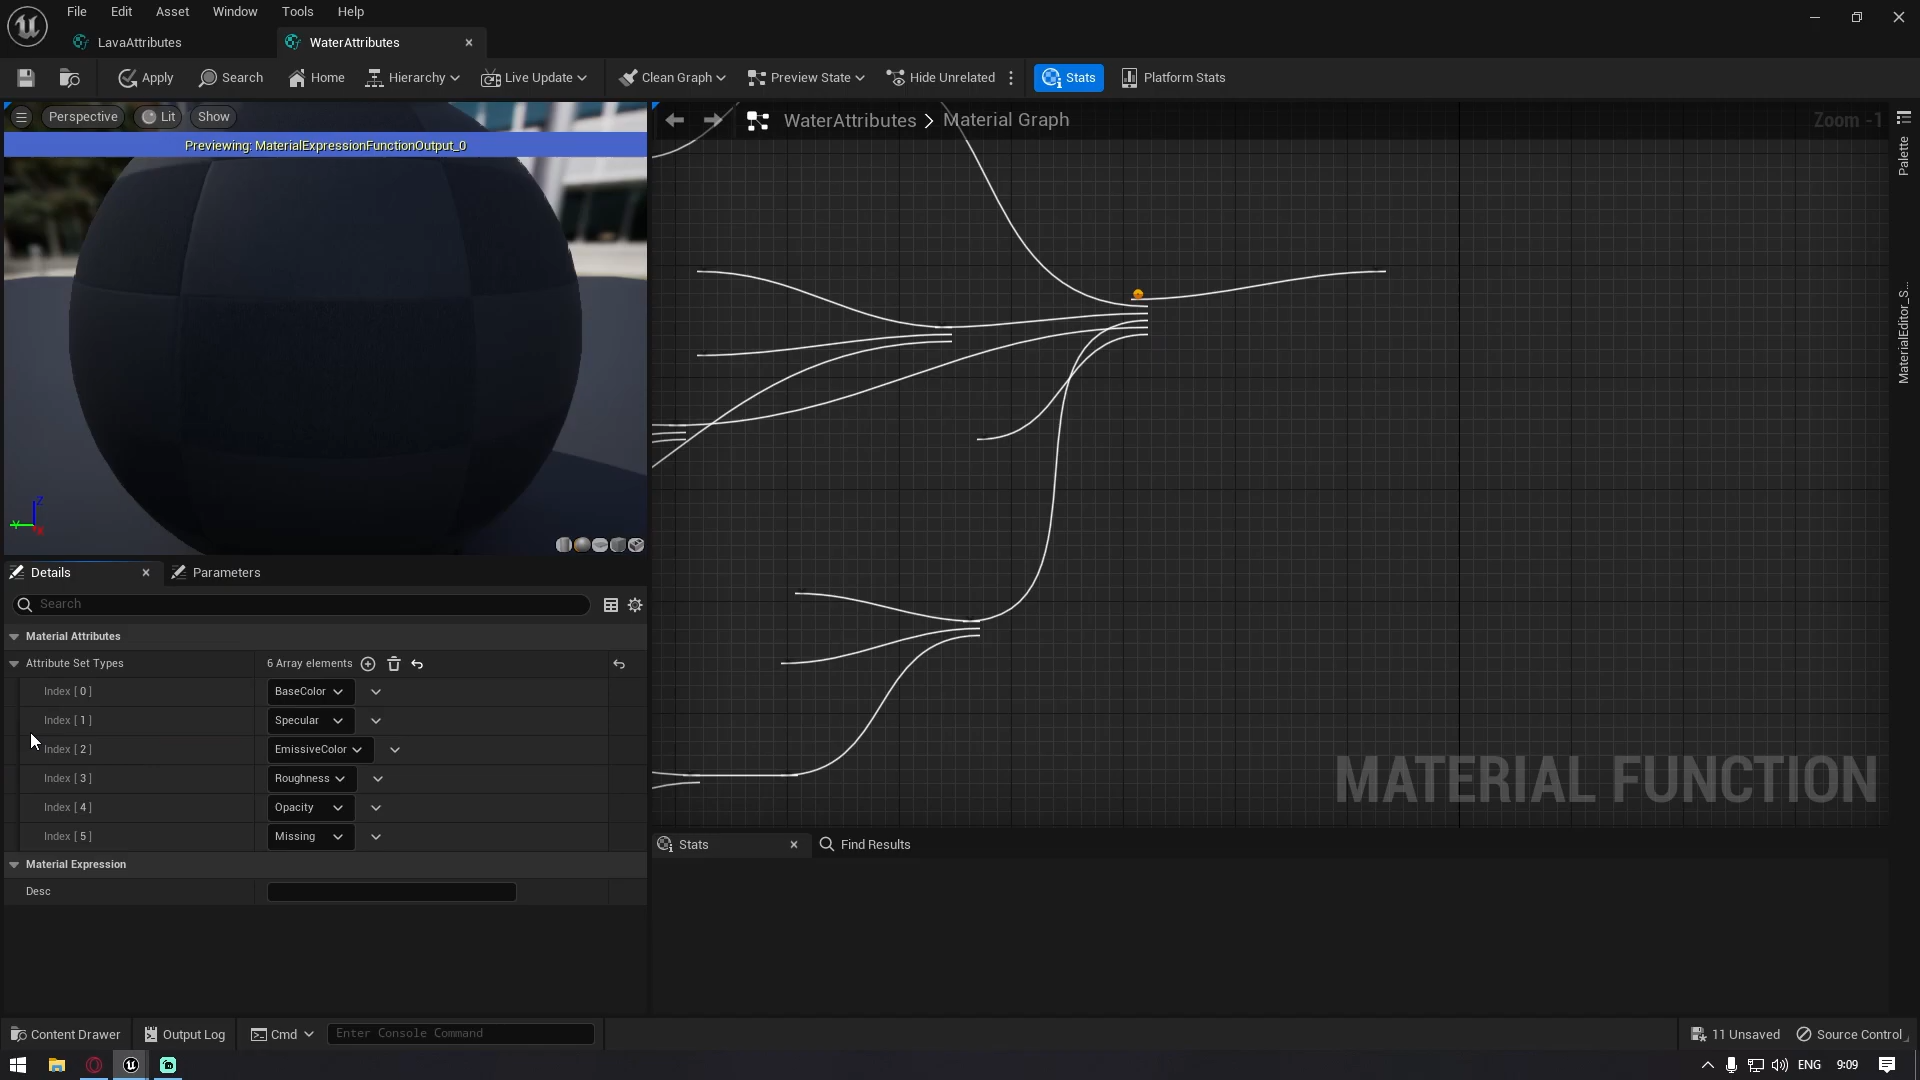 File Edit Asset Window Tools Help
LavaAttributes WaterAttributes
Apply Search Home Hierarchy Live Update Clean Graph Preview State Hide Unrelated Stats Platform Stats
Perspective Lit Show
WaterAttributes > Material Graph Zoom -1
Previewing: MaterialExpressionFunctionOutput_0
Palette
MaterialEditor_S...
Z
Y
X
Details Parameters
Search
Material Attributes
Attribute Set Types 6 Array elements
Index [ 0 ] BaseColor
Index [ 1 ] Specular
Index [ 2 ] EmissiveColor
Index [ 3 ] Roughness
Index [ 4 ] Opacity
Index [ 5 ] Missing
Material Expression
Desc
MATERIAL FUNCTION
Stats Find Results
Content Drawer Output Log Cmd Enter Console Command 11 Unsaved Source Control
ENG 9:09